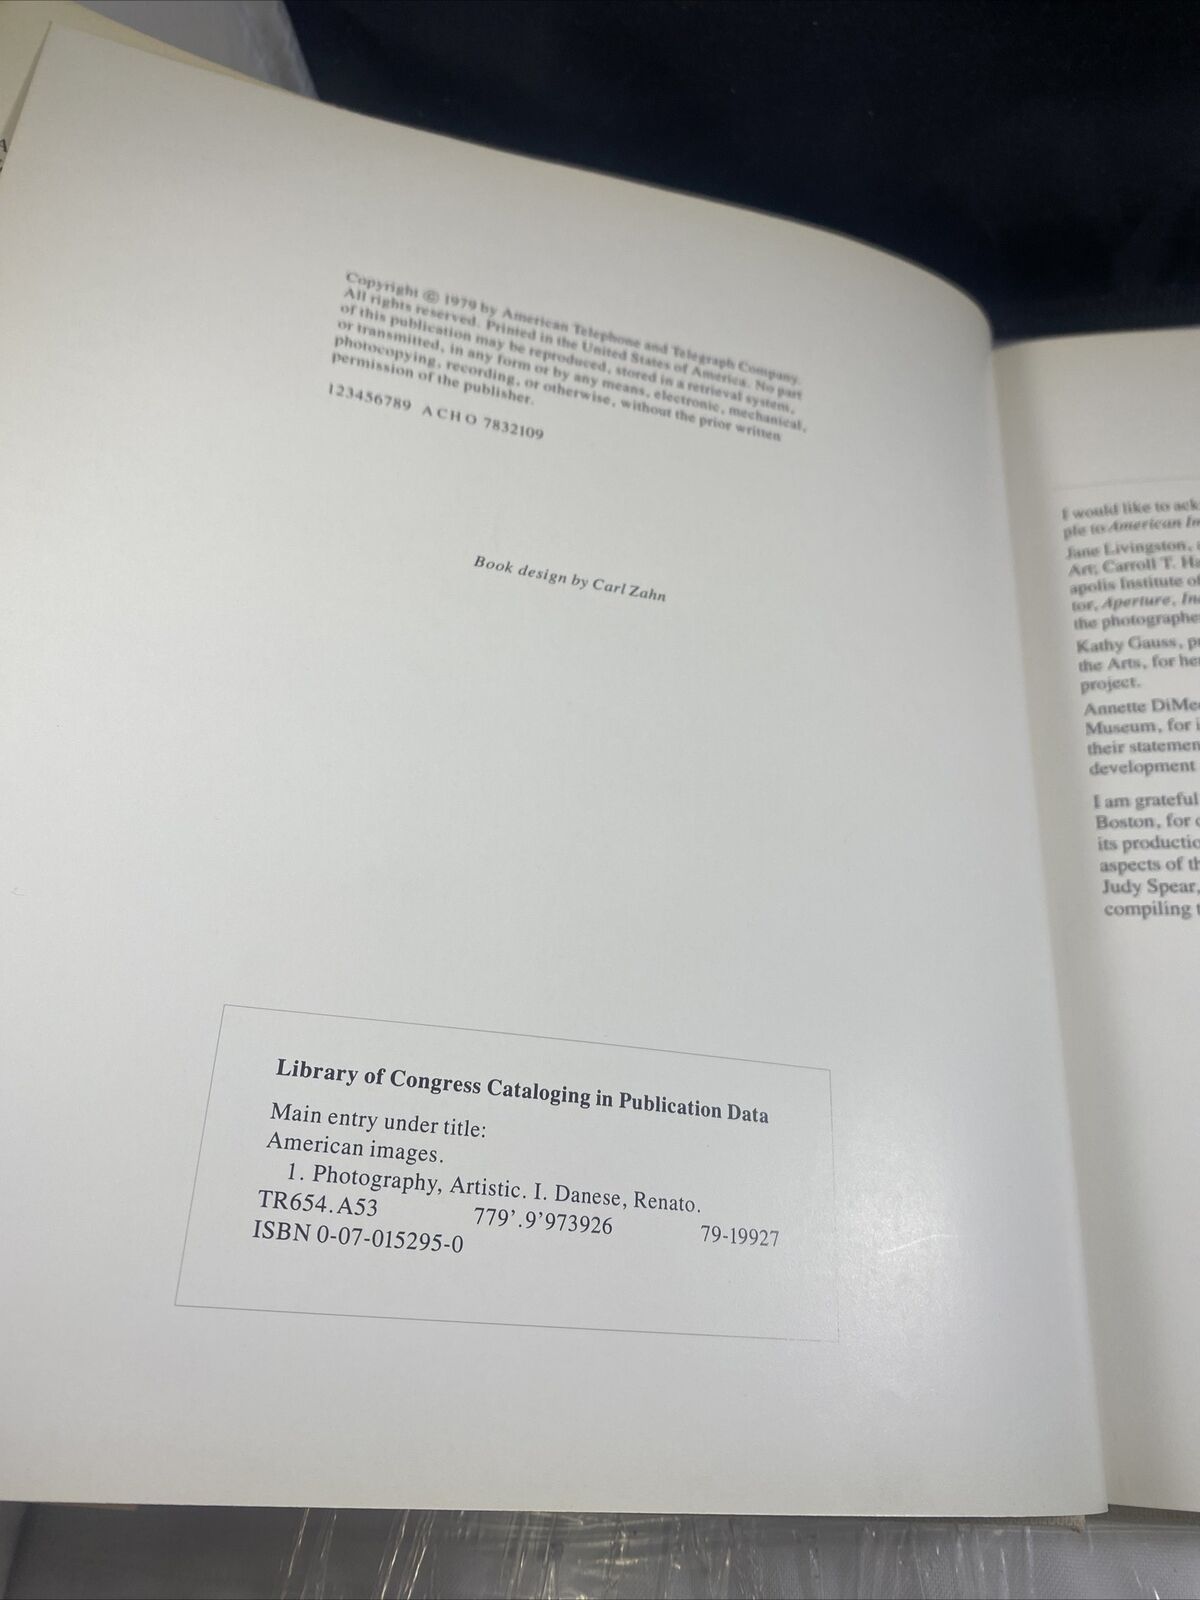 Copyright © 1979 by American Telephone and Telegraph Company.
All rights reserved. Printed in the United States of America. No part
of this publication may be reproduced, stored in a retrieval system,
or transmitted, in any form or by any means, electronic, mechanical,
photocopying, recording, or otherwise, without the prior written
permission of the publisher.
123456789 ACHO 7832109
Book design by Carl Zahn
Library of Congress Cataloging in Publication Data
Main entry under title:
American images.
1. Photography, Artistic. I. Danese, Renato.
TR654.A53 779'.9'973926 79-19927
ISBN 0-07-015295-0
I would like to
ple to American
Jane Livingston,
Art; Carroll T.
apolis Institute of
tor, Aperture,
the photographe
Kathy Gauss,
the Arts, for
project.
Annette
Museum, for
their statemen
development
I am grateful
Boston, for
its productio
aspects of
Judy Spear,
compiling